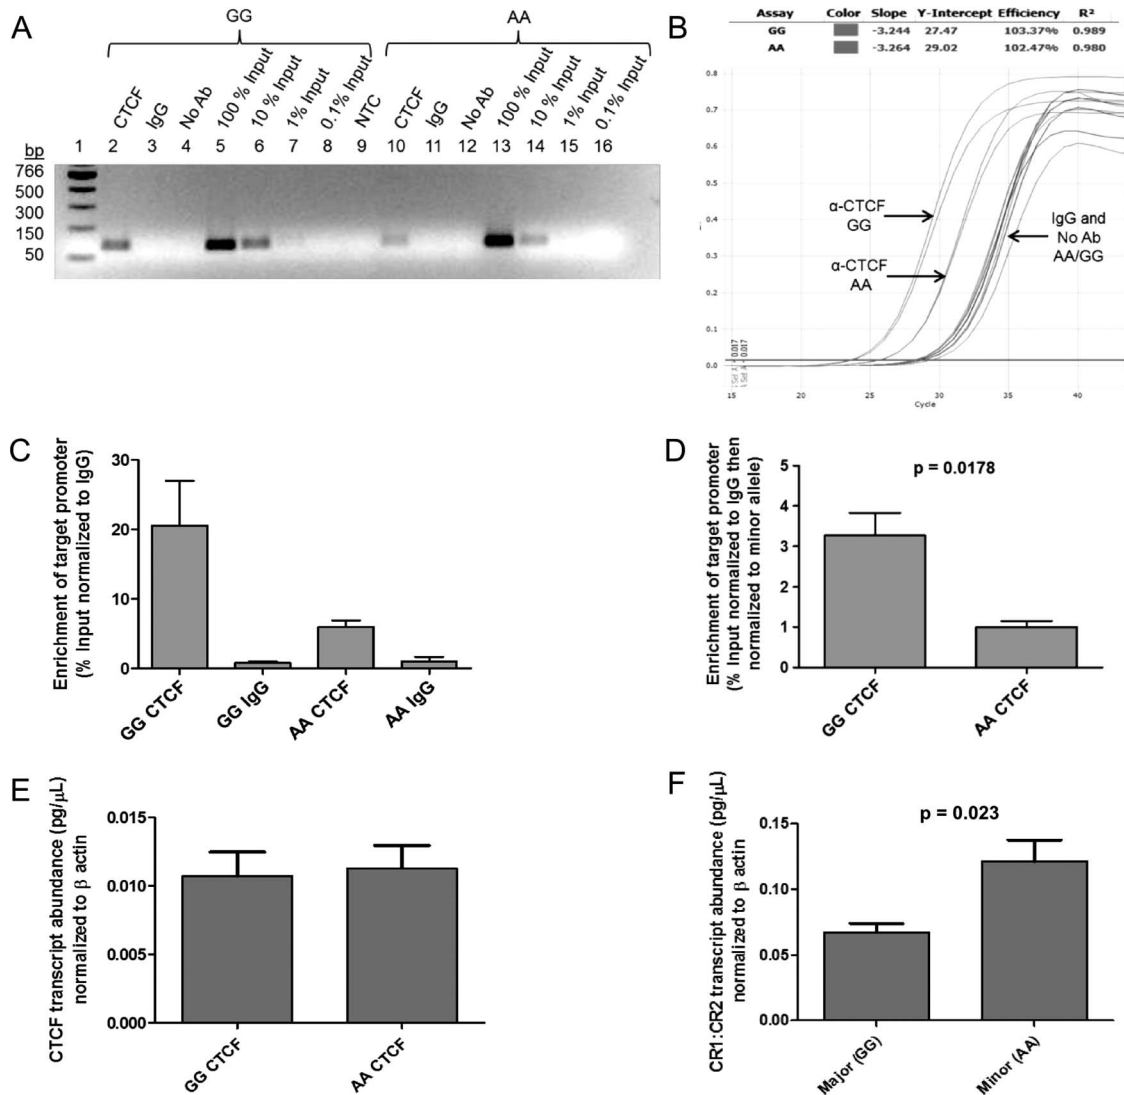 A
GG
AA
CTCF
IgG
No Ab
100 % Input
10 % Input
1% Input
0.1% Input
NTC
CTCF
IgG
No Ab
100 % Input
10 % Input
1% Input
0.1% Input
bp
1 2 3 4 5 6 7 8 9 10 11 12 13 14 15 16
766
500
300
150
50
B
Assay Color Slope Y-Intercept Efficiency R²
GG -3.244 27.47 103.37% 0.989
AA -3.264 29.02 102.47% 0.980
0.8
0.7
0.6
0.5
0.4
0.3
0.2
0.1
0.0
α-CTCF
GG
α-CTCF
AA
IgG and
No Ab
AA/GG
15 20 25 30 35 40
Cycle
C
Enrichment of target promoter
(% Input normalized to IgG)
30
20
10
0
GG CTCF
GG IgG
AA CTCF
AA IgG
D
p = 0.0178
Enrichment of target promoter
(% Input normalized to IgG then
normalized to minor allele)
5
4
3
2
1
0
GG CTCF
AA CTCF
E
CTCF transcript abundance (pg/μL)
normalized to β actin
0.015
0.010
0.005
0.000
GG CTCF
AA CTCF
F
p = 0.023
CR1:CR2 transcript abundance (pg/μL)
normalized to β actin
0.15
0.10
0.05
0.00
Major (GG)
Minor (AA)